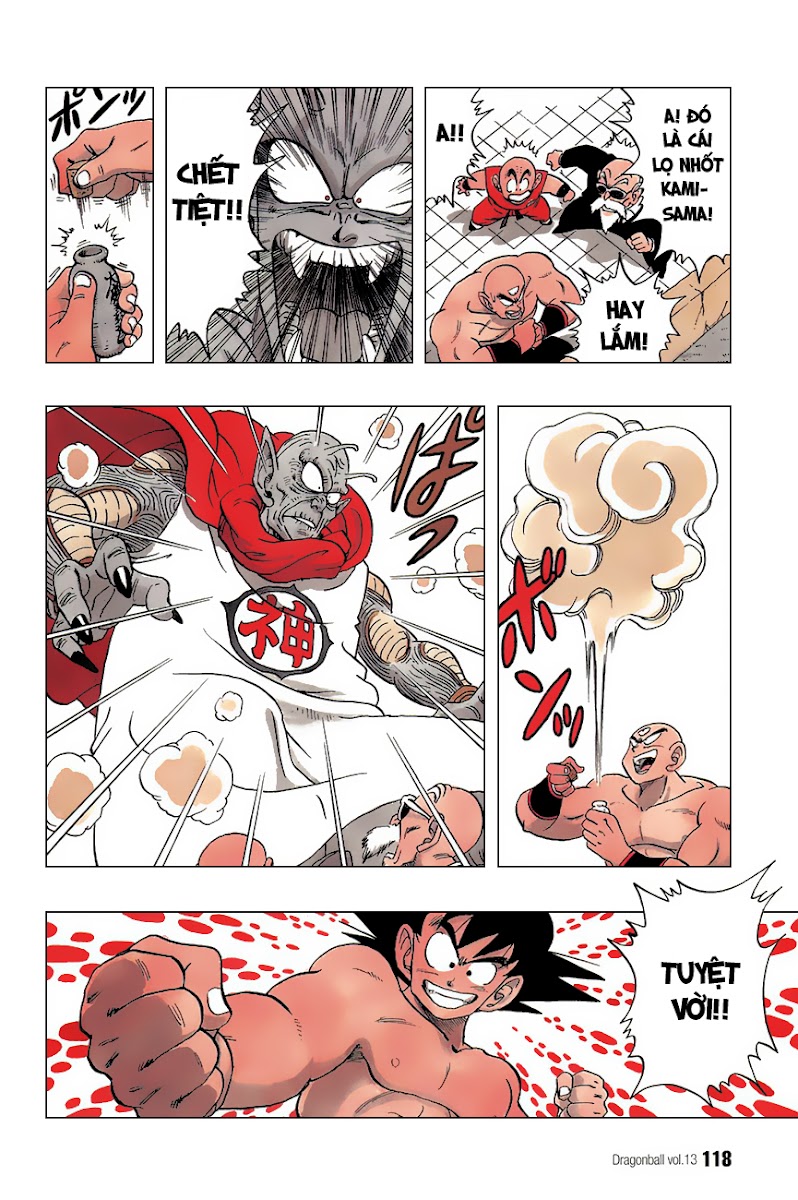 A! ĐÓ
LÀ CÁI
LỌ NHỐT
KAMI-
SAMA!
A!!
HAY
LẮM!
CHẾT
TIỆT!!
ポンッ
ボンッ
ぱっ
神
TUYỆT
VỜI!!
Dragonball vol.13 118